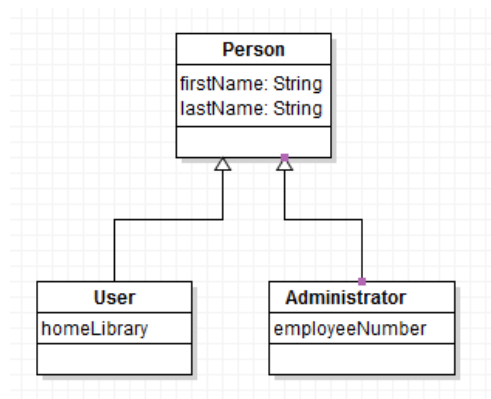 Person
firstName: String
lastName: String
User
homeLibrary
Administrator
employeeNumber